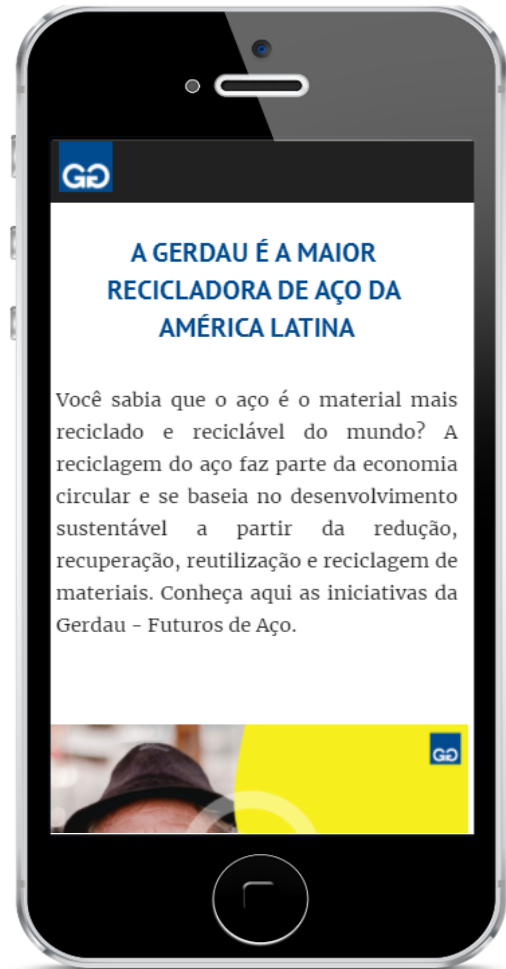 GG
A GERDAU É A MAIOR
RECICLADORA DE AÇO DA
AMÉRICA LATINA
Você sabia que o aço é o material mais
reciclado e reciclável do mundo? A
reciclagem do aço faz parte da economia
circular e se baseia no desenvolvimento
sustentável a partir da redução,
recuperação, reutilização e reciclagem de
materiais. Conheça aqui as iniciativas da
Gerdau - Futuros de Aço.
GG